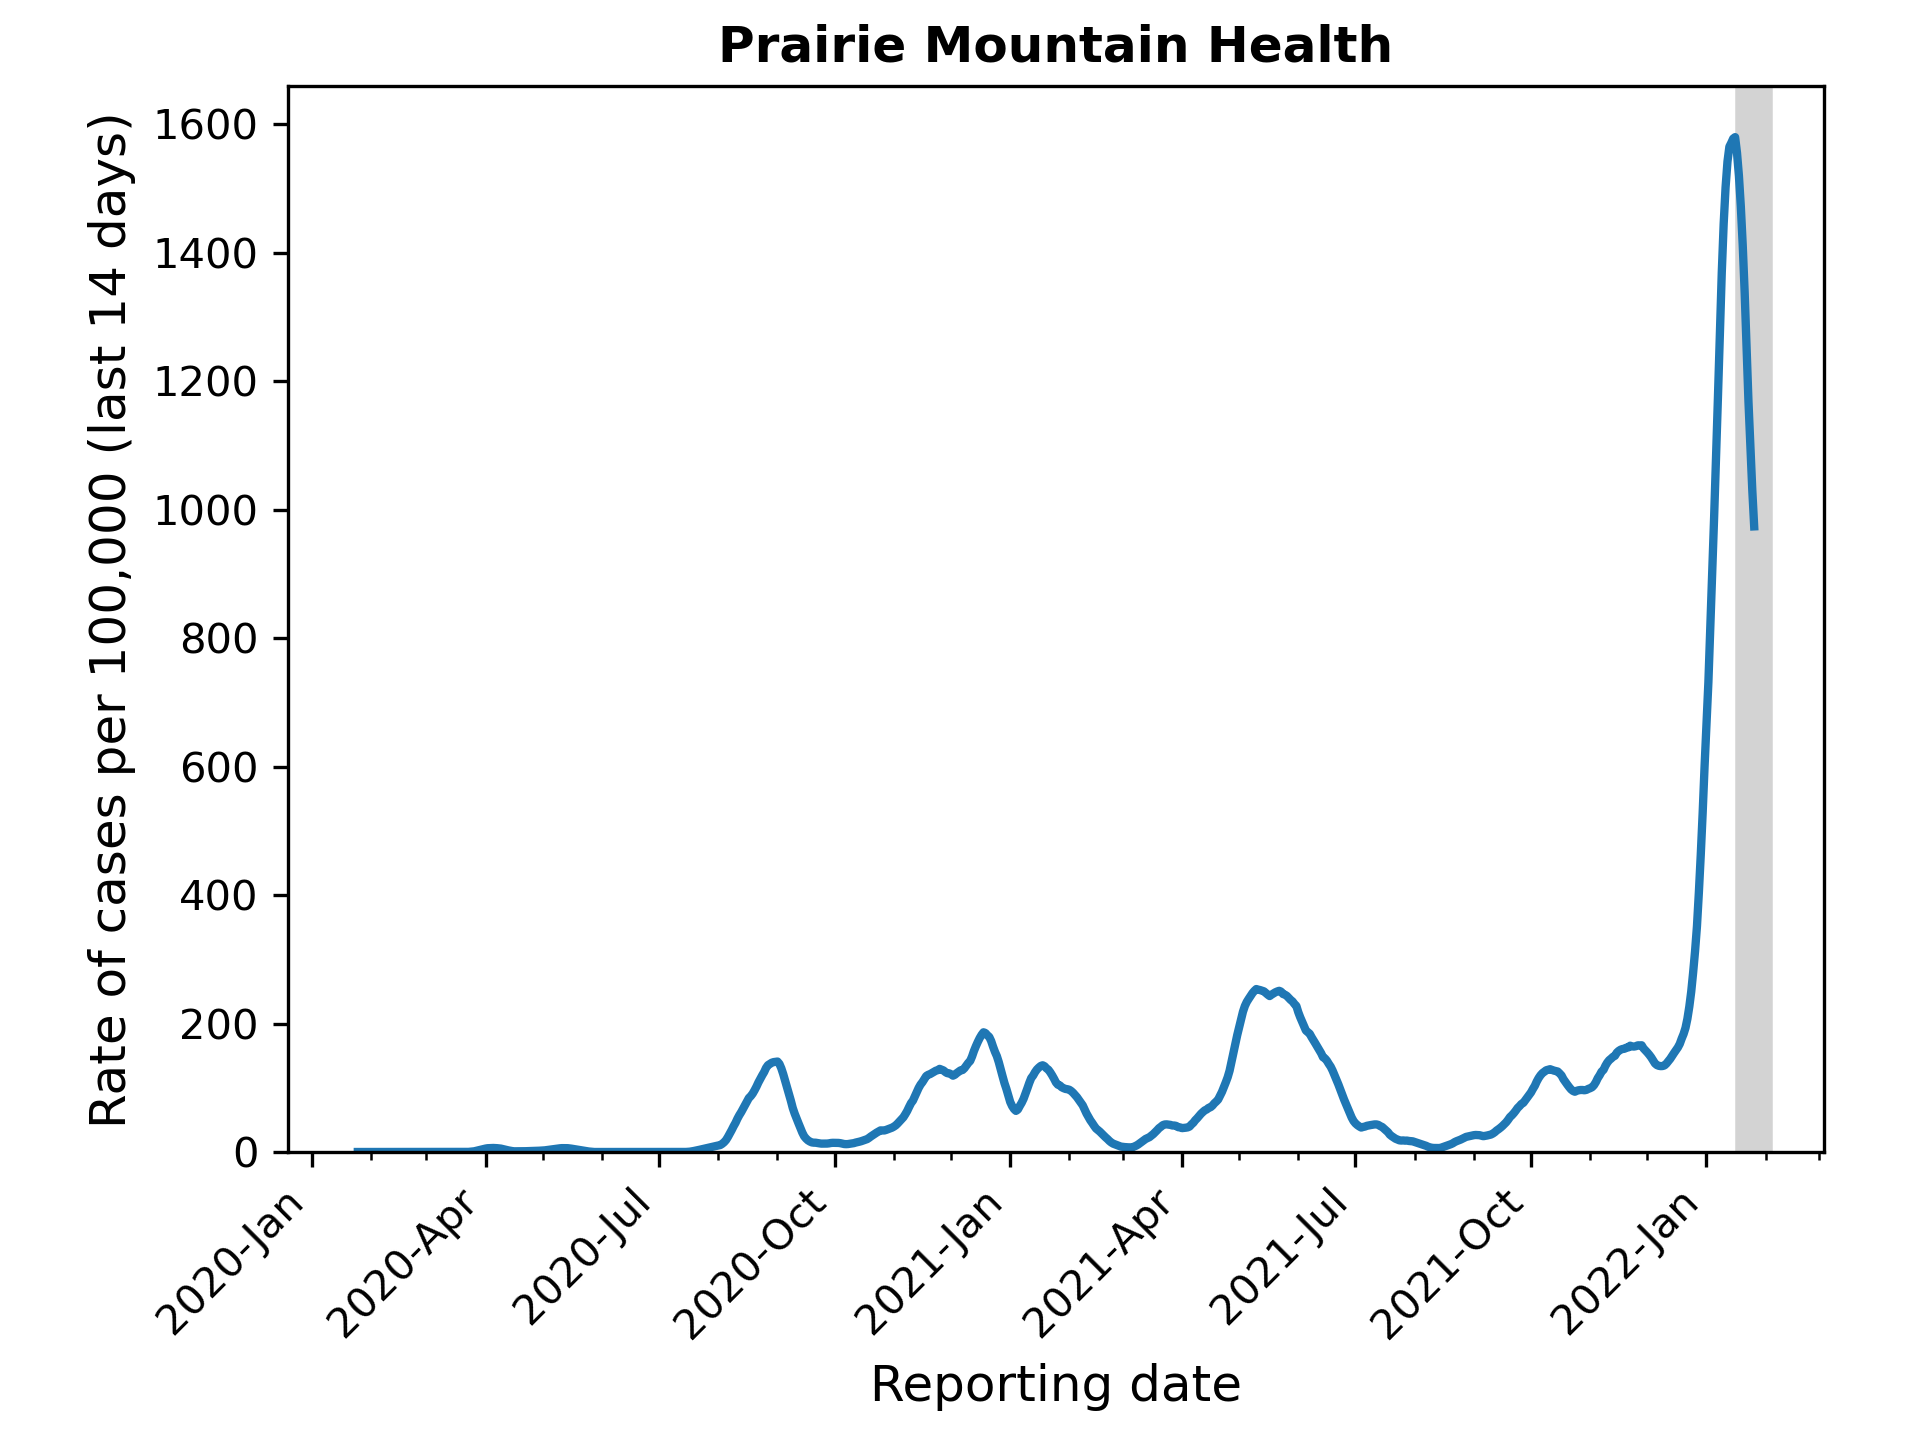 Prairie Mountain Health
Rate of cases per 100,000 (last 14 days)
1600
1400
1200
1000
800
600
400
200
0
2020-Jan
2020-Apr
2020-Jul
2020-Oct
2021-Jan
2021-Apr
2021-Jul
2021-Oct
2022-Jan
Reporting date